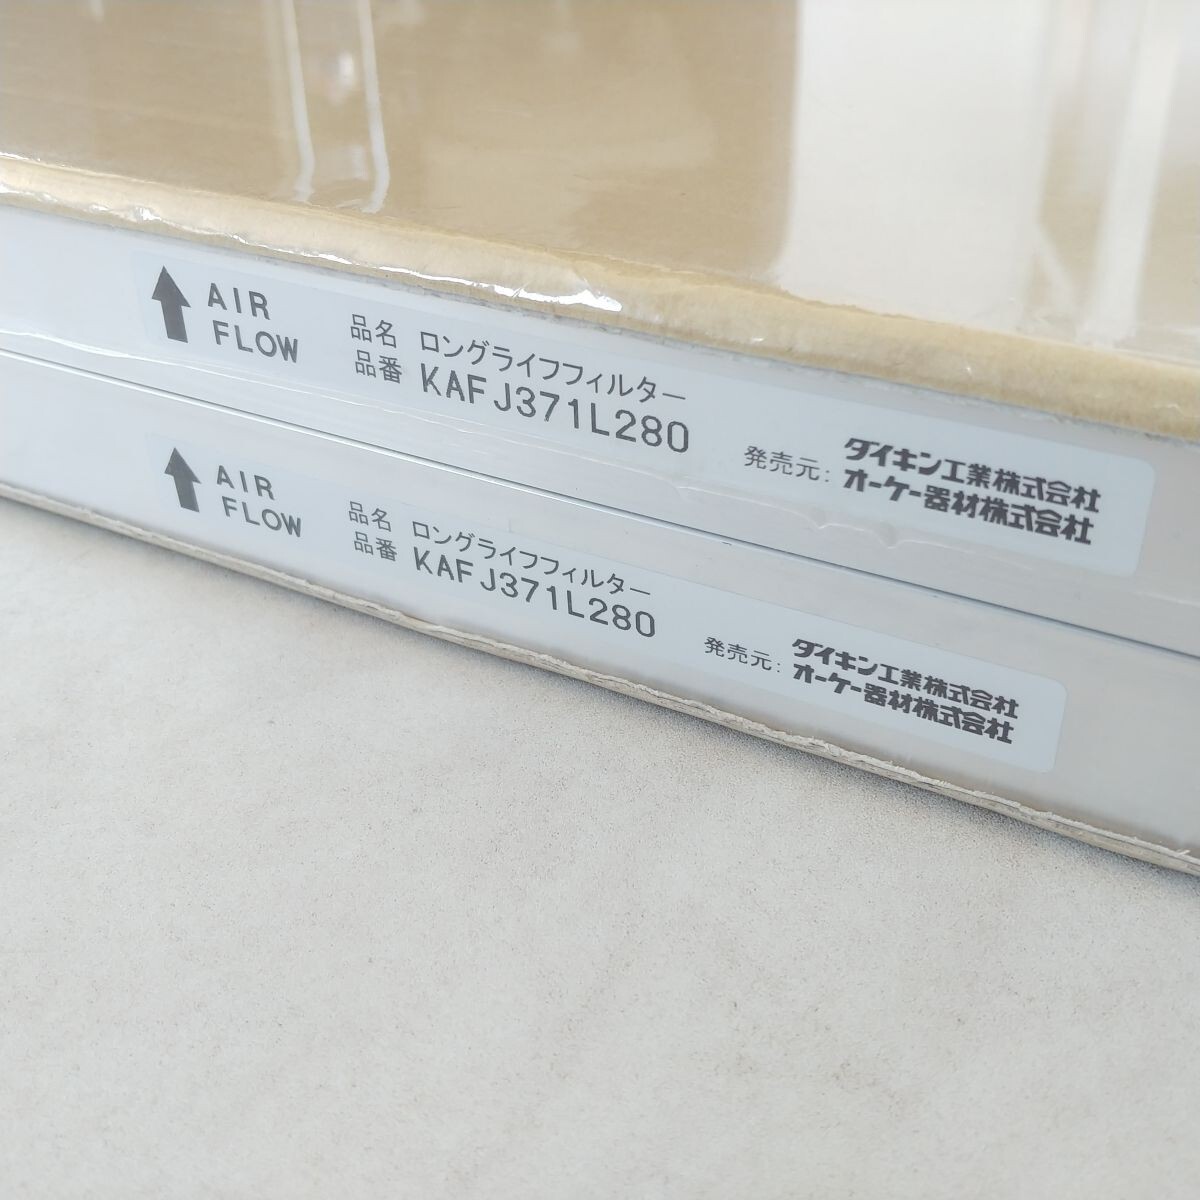 AIR
FLOW
品名 ロングライフフィルター
品番 KAFJ371L280
発売元: ダイキン工業株式会社
オーケー器材株式会社
AIR
FLOW
品名 ロングライフフィルター
品番 KAFJ371L280
発売元: ダイキン工業株式会社
オーケー器材株式会社